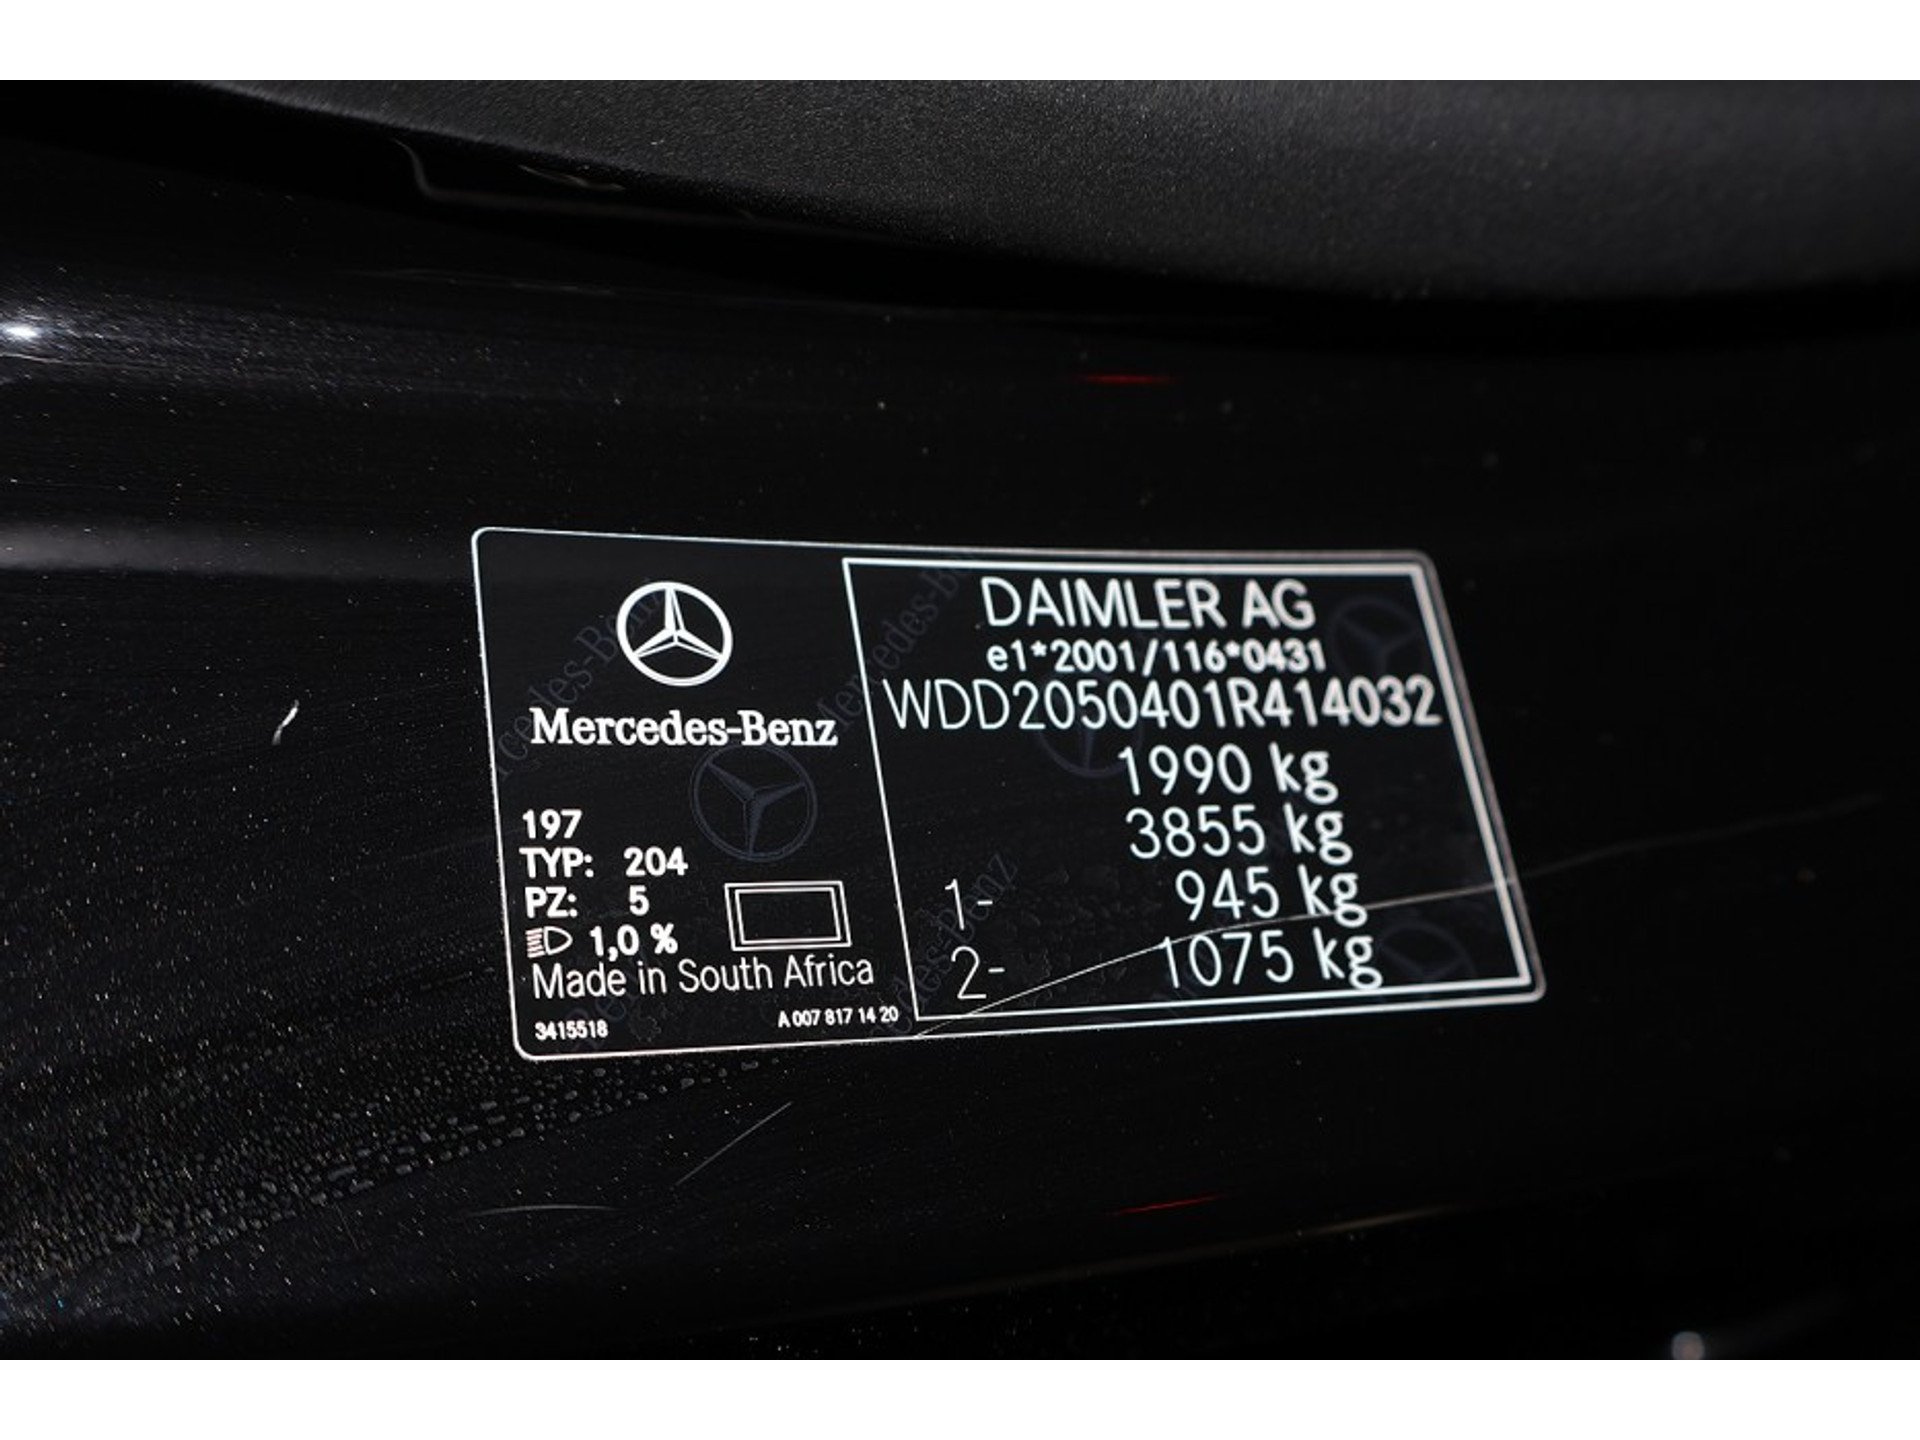 Mercedes-Benz
197
TYP: 204
PZ: 5
1,0 %
Made in South Africa
3415518
A 007 817 14 20
DAIMLER AG
e1*2001/116*0431
WDD2050401R414032
1990 kg
3855 kg
1- 945 kg
2- 1075 kg